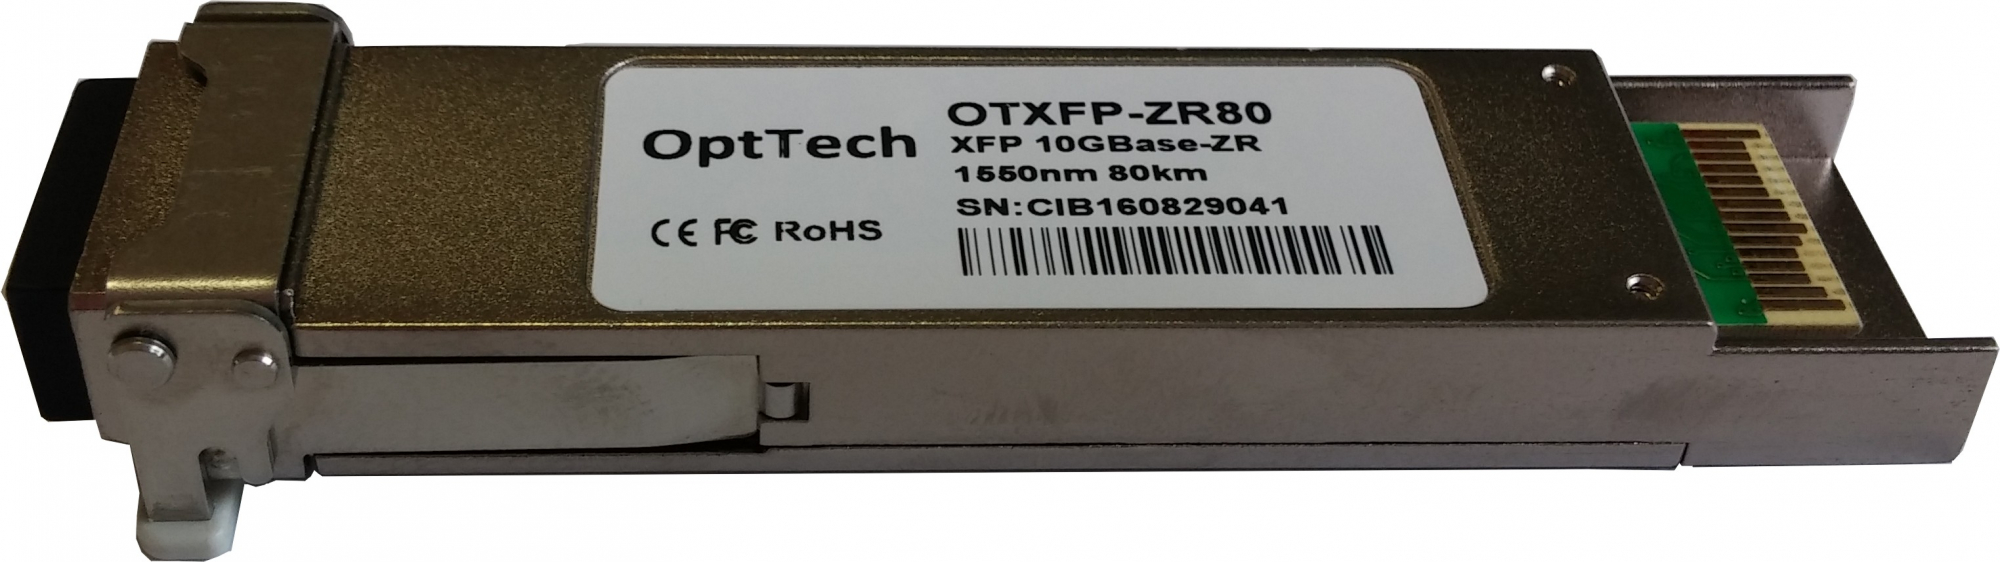 OptTech
CE FC RoHS
OTXFP-ZR80
XFP 10GBase-ZR
1550nm 80km
SN:CIB160829041